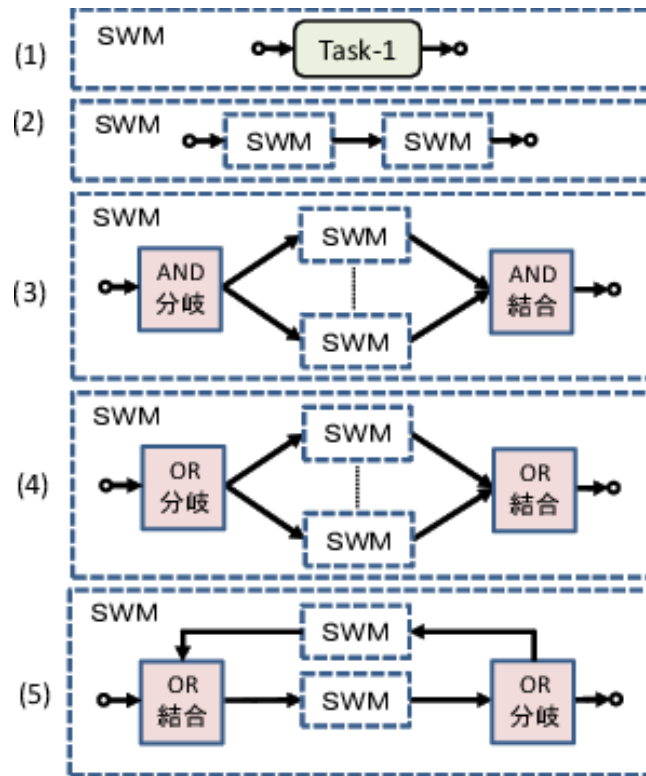 SWM
(1)
Task-1
(2)
SWM
SWM
SWM
SWM
SWM
(3)
AND
分岐
AND
結合
SWM
SWM
SWM
(4)
OR
分岐
OR
結合
SWM
SWM
SWM
(5)
OR
結合
SWM
OR
分岐